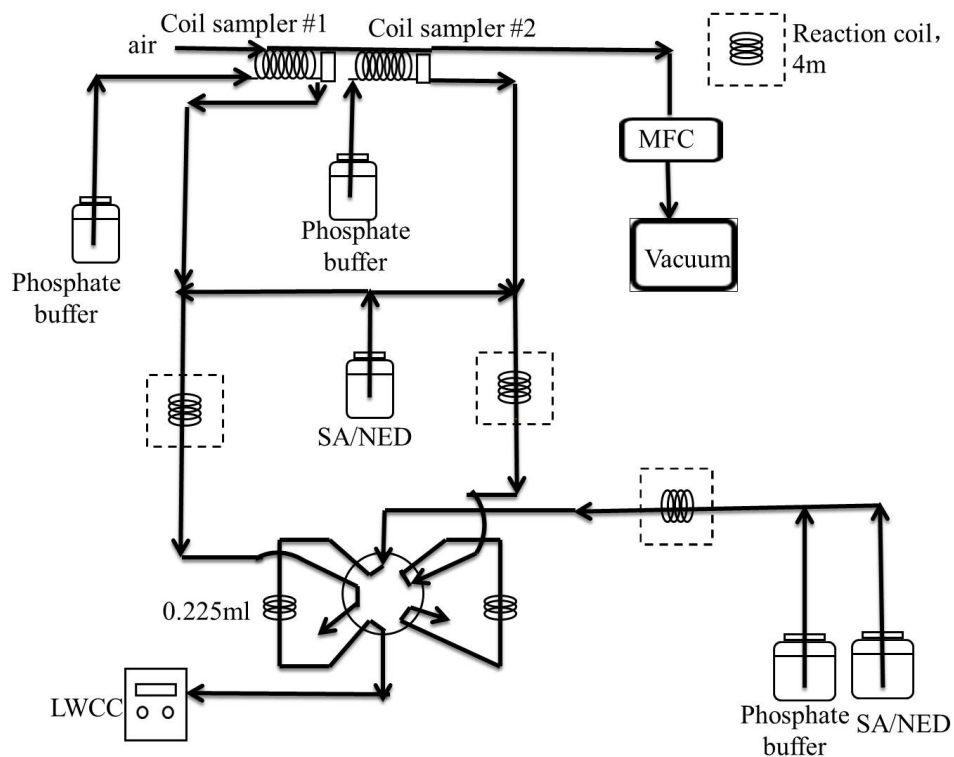 Coil sampler #1
Coil sampler #2
air
Reaction coil,
4m
MFC
Vacuum
Phosphate
buffer
Phosphate
buffer
SA/NED
0.225ml
LWCC
Phosphate
buffer
SA/NED